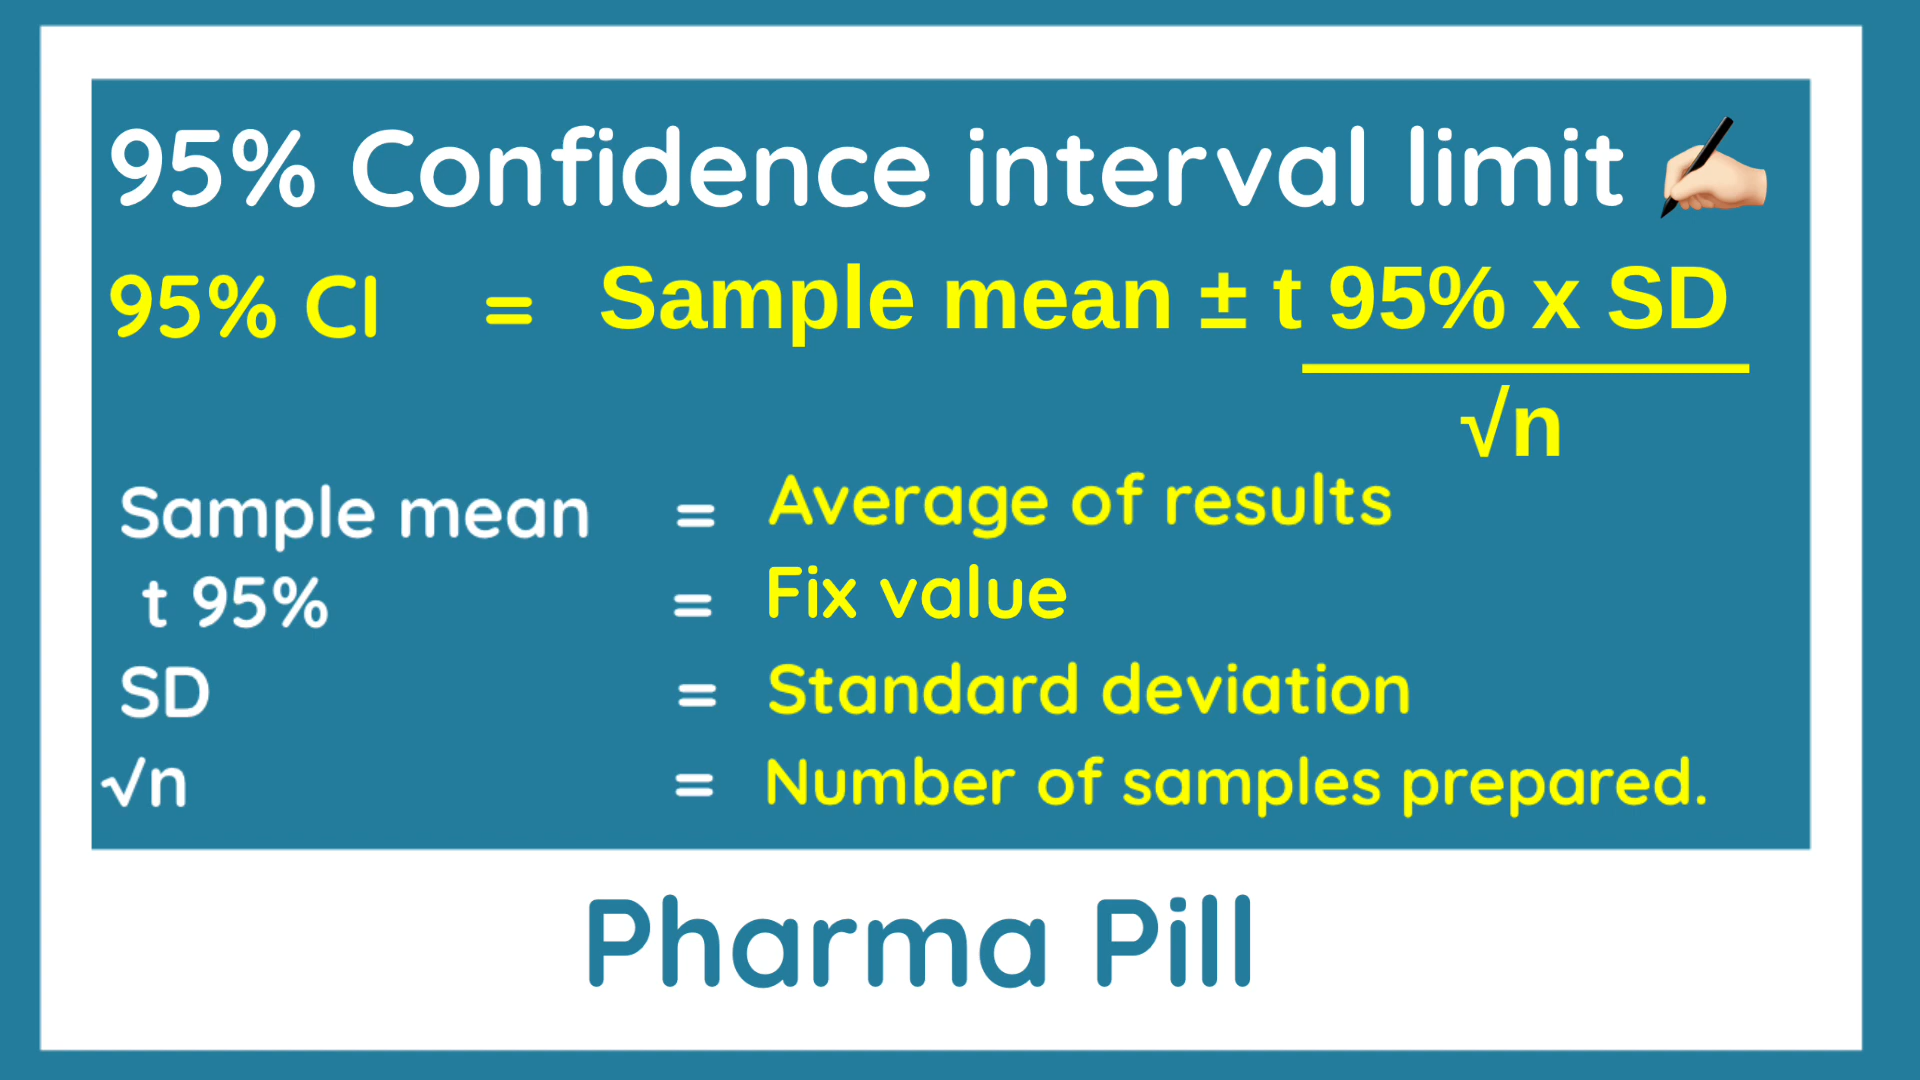 95% Confidence interval limit ✍🏻
95% CI = Sample mean ± t 95% x SD
√n
Sample mean = Average of results
t 95% = Fix value
SD = Standard deviation
√n = Number of samples prepared.
Pharma Pill